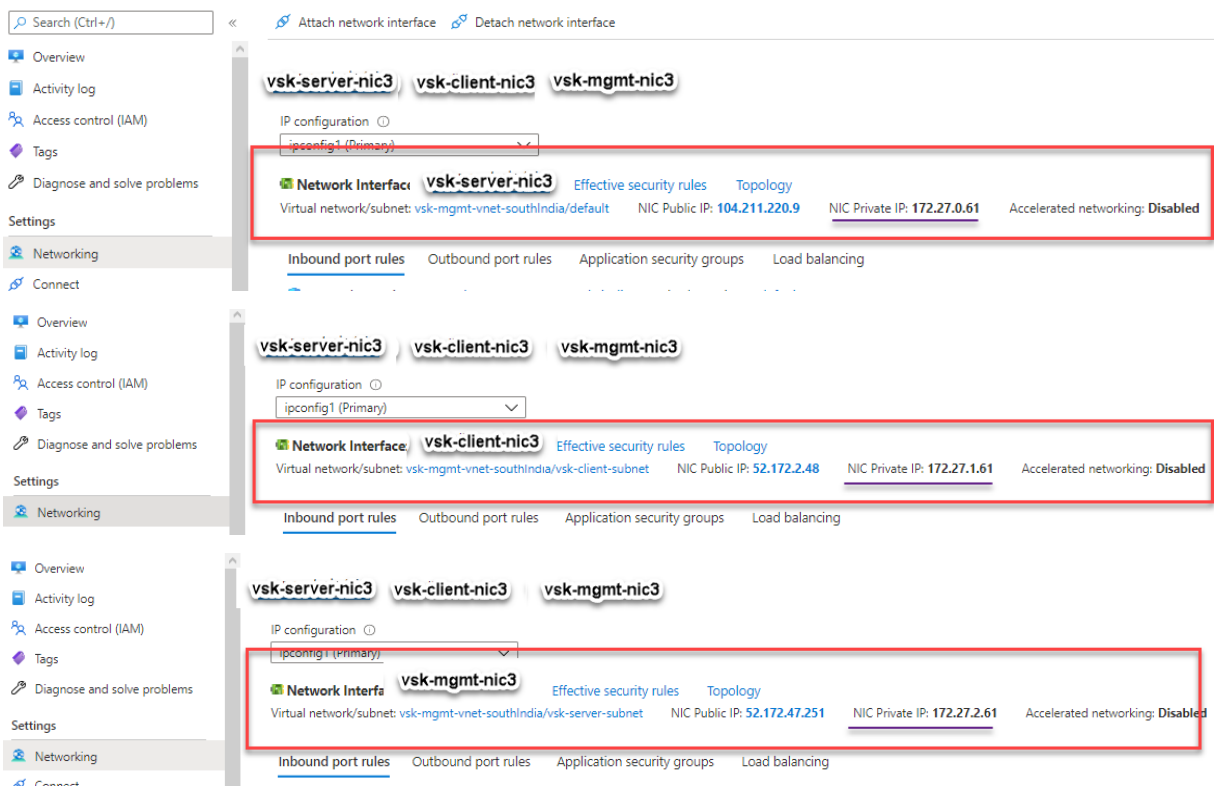 Search (Ctrl+/)
«
Attach network interface Detach network interface
Overview
Activity log
Access control (IAM)
Tags
Diagnose and solve problems
Settings
Networking
Connect
vsk-server-nic3 vsk-client-nic3 vsk-mgmt-nic3
IP configuration
ipconfig1 (Primary)
Network Interface vsk-server-nic3 Effective security rules Topology
Virtual network/subnet: vsk-mgmt-vnet-southIndia/default NIC Public IP: 104.211.220.9 NIC Private IP: 172.27.0.61 Accelerated networking: Disabled
Inbound port rules Outbound port rules Application security groups Load balancing
Overview
Activity log
Access control (IAM)
Tags
Diagnose and solve problems
Settings
Networking
vsk-server-nic3 vsk-client-nic3 vsk-mgmt-nic3
IP configuration
ipconfig1 (Primary)
Network Interface: vsk-client-nic3 Effective security rules Topology
Virtual network/subnet: vsk-mgmt-vnet-southIndia/vsk-client-subnet NIC Public IP: 52.172.2.48 NIC Private IP: 172.27.1.61 Accelerated networking: Disabled
Inbound port rules Outbound port rules Application security groups Load balancing
Overview
Activity log
Access control (IAM)
Tags
Diagnose and solve problems
Settings
Networking
Connect
vsk-server-nic3 vsk-client-nic3 vsk-mgmt-nic3
IP configuration
ipconfig1 (Primary)
Network Interfa vsk-mgmt-nic3 Effective security rules Topology
Virtual network/subnet: vsk-mgmt-vnet-southIndia/vsk-server-subnet NIC Public IP: 52.172.47.251 NIC Private IP: 172.27.2.61 Accelerated networking: Disabled
Inbound port rules Outbound port rules Application security groups Load balancing